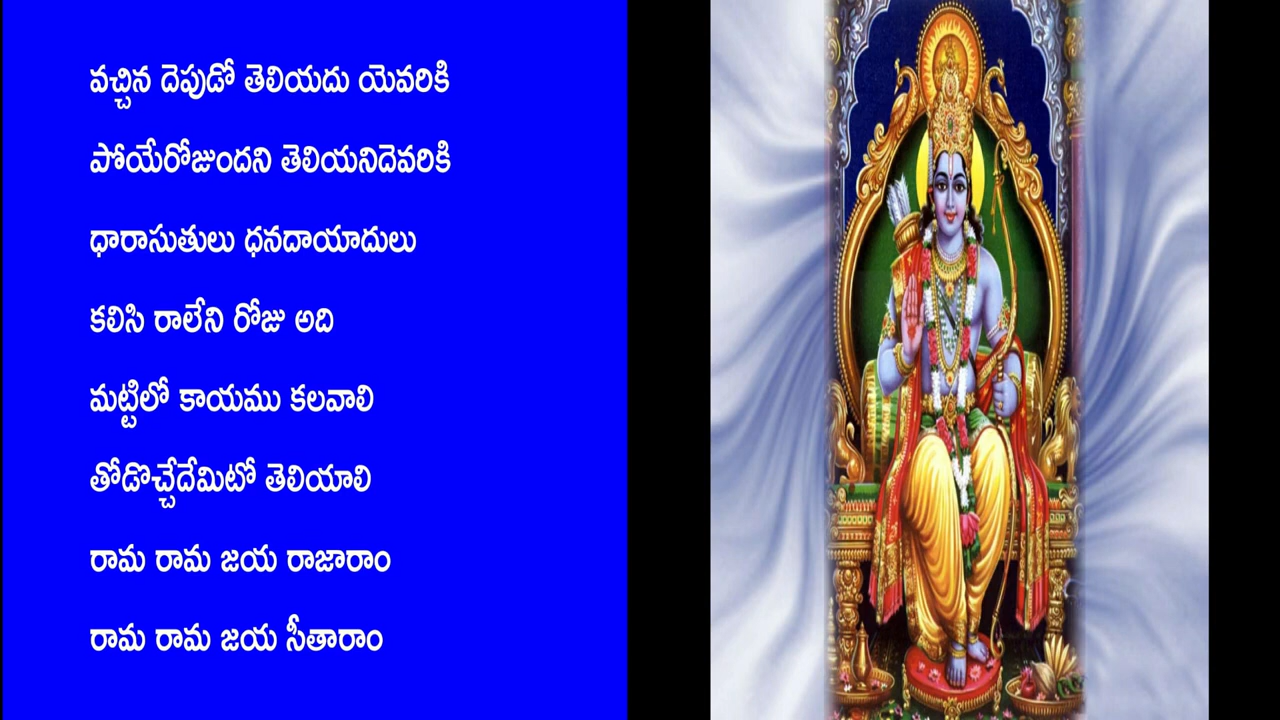 వచ్చిన దెపుడో తెలియదు యెవరికి
పోయేరోజుందని తెలియనిదెవరికి
ధారాసుతులు ధనదాయాదులు
కలిసి రాలేని రోజు అది
మట్టిలో కాయము కలవాలి
తోడొచ్చేదేమిటో తెలియాలి
రామ రామ జయ రాజారాం
రామ రామ జయ సీతారాం